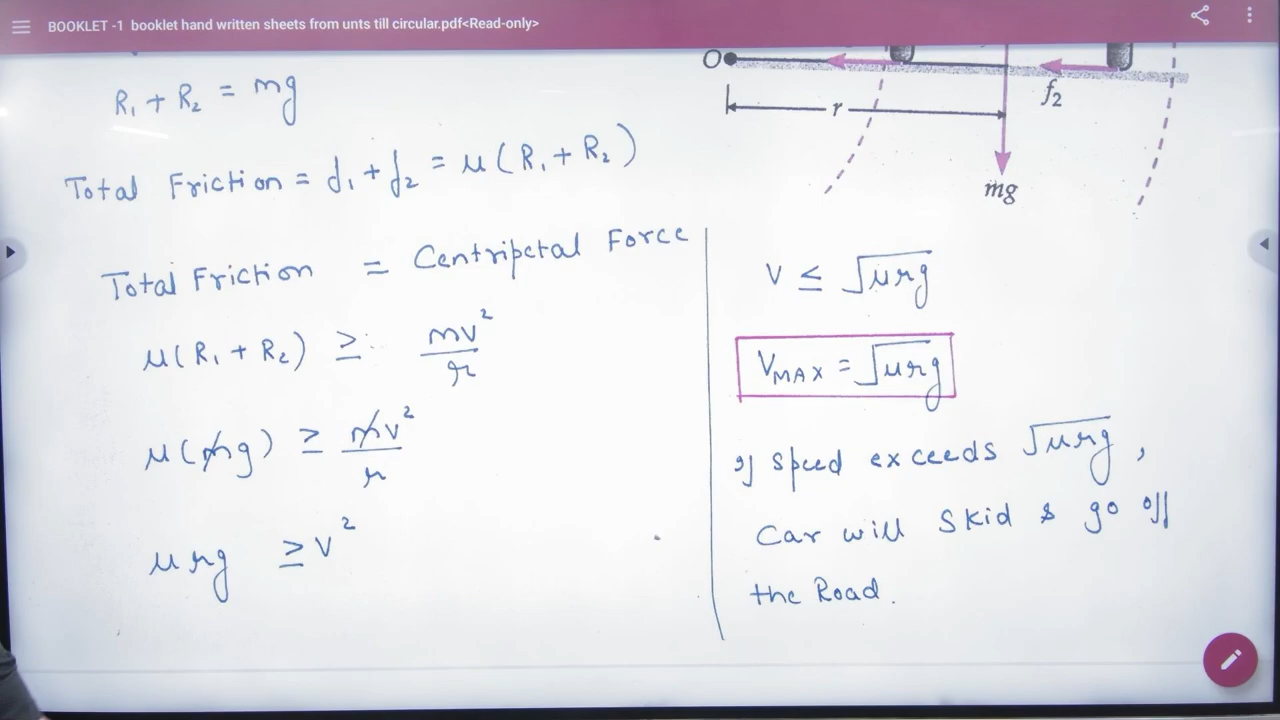 BOOKLET -1 booklet hand written sheets from unts till circular.pdf<Read-only>
O
r
f₂
mg
R₁ + R₂ = mg
Total Friction = f₁ + f₂ = μ(R₁ + R₂)
Total Friction = Centripetal Force
μ(R₁ + R₂) ≥ mv²/r
μ(mg) ≥ mv²/r
μrg ≥ v²
V ≤ √μrg
VMAX = √μrg
If speed exceeds √μrg,
Car will skid & go off
the Road.